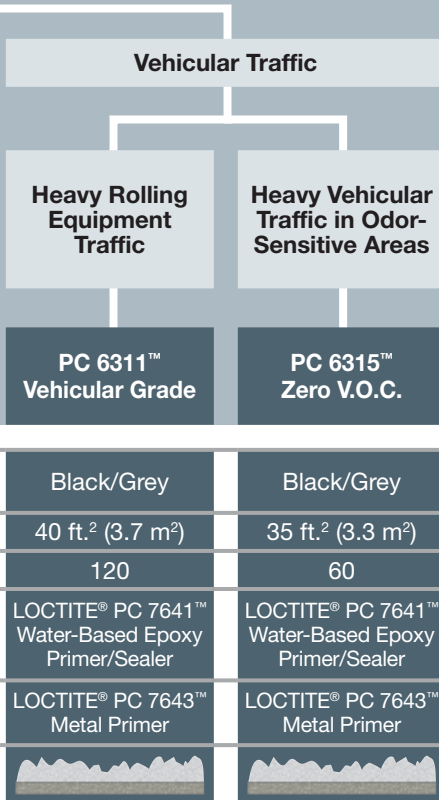 Vehicular Traffic
Heavy Rolling
Equipment
Traffic
Heavy Vehicular
Traffic in Odor-
Sensitive Areas
PC 6311™
Vehicular Grade
PC 6315™
Zero V.O.C.
Black/Grey
Black/Grey
40 ft.² (3.7 m²)
35 ft.² (3.3 m²)
120
60
LOCTITE® PC 7641™
Water-Based Epoxy
Primer/Sealer
LOCTITE® PC 7641™
Water-Based Epoxy
Primer/Sealer
LOCTITE® PC 7643™
Metal Primer
LOCTITE® PC 7643™
Metal Primer